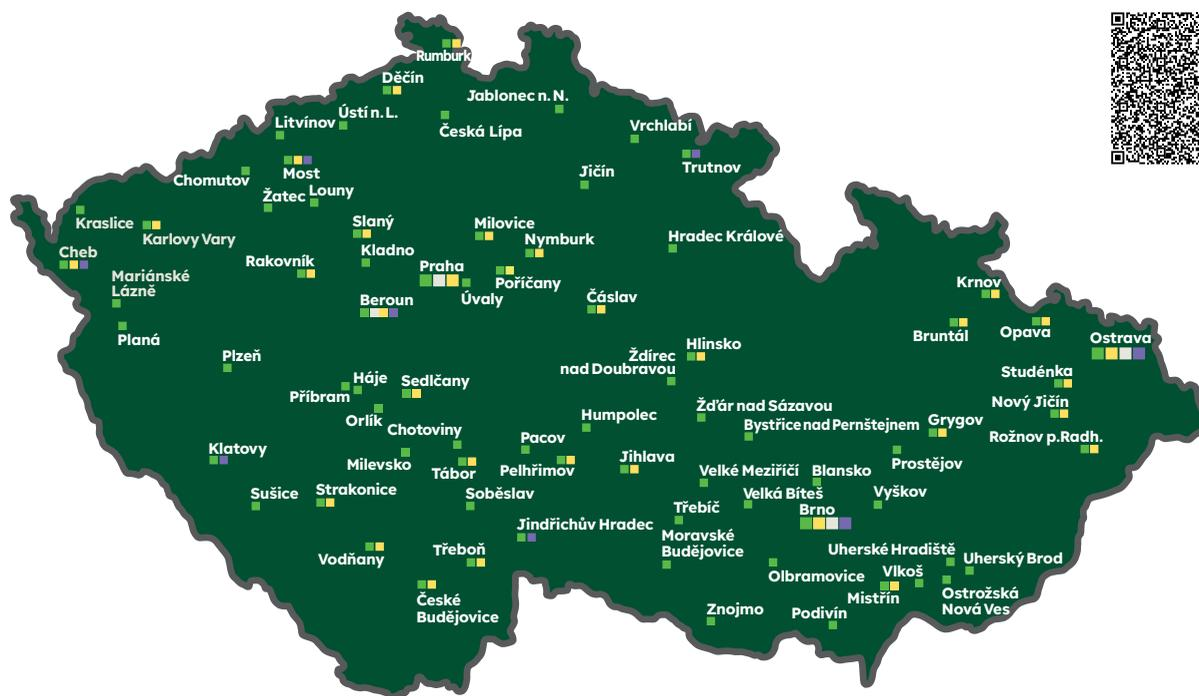 Rumburk
Děčín
Jablonec n. N.
Ústí n. L.
Litvínov
Česká Lípa
Vrchlabí
Most
Trutnov
Chomutov
Jičín
Žatec
Louny
Kraslice
Karlovy Vary
Slaný
Milovice
Nymburk
Hradec Králové
Cheb
Kladno
Rakovník
Praha
Poříčany
Mariánské
Lázně
Beroun
Úvaly
Čáslav
Krnov
Planá
Bruntál
Opava
Ostrava
Plzeň
Hlinsko
Ždírec
nad Doubravou
Studénka
Háje
Sedlčany
Příbram
Nový Jičín
Orlík
Humpolec
Žďár nad Sázavou
Bystřice nad Pernštejnem
Grygov
Chotoviny
Pacov
Rožnov p.Radh.
Klatovy
Milevsko
Tábor
Pelhřimov
Jihlava
Velké Meziříčí
Blansko
Prostějov
Sušice
Strakonice
Soběslav
Velká Bíteš
Vyškov
Třebíč
Brno
Jindřichův Hradec
Moravské
Budějovice
Vodňany
Třeboň
Uherské Hradiště
Uherský Brod
Olbramovice
Vlkoš
České
Budějovice
Mistřín
Ostrožská
Nová Ves
Znojmo
Podivín